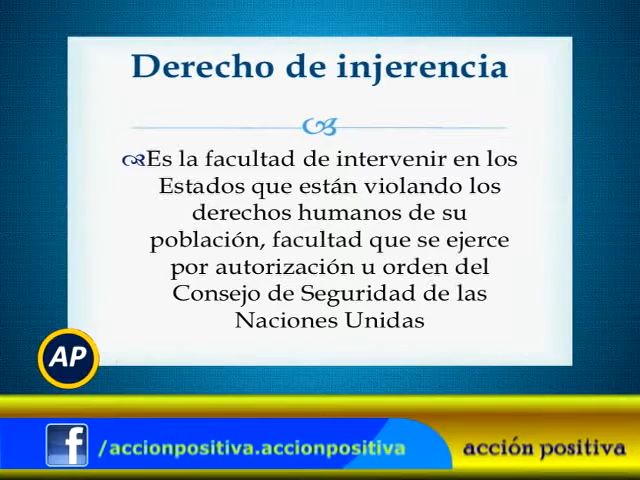 Derecho de injerencia
Es la facultad de intervenir en los
Estados que están violando los
derechos humanos de su
población, facultad que se ejerce
por autorización u orden del
Consejo de Seguridad de las
Naciones Unidas
AP
f /accionpositiva.accionpositiva
acción positiva